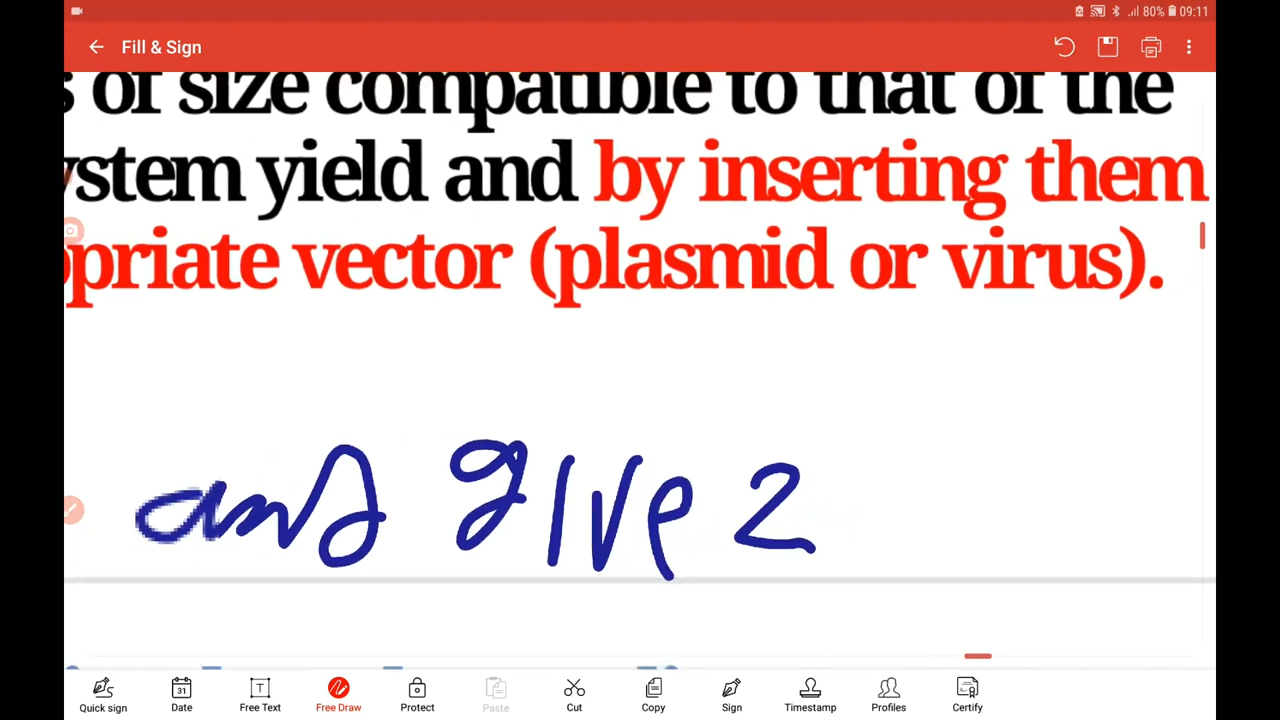 80% 09:11
Fill & Sign
s of size compatible to that of the
ystem yield and by inserting them
opriate vector (plasmid or virus).
and give 2
31 T
Quick sign Date Free Text Free Draw Protect Paste Cut Copy Sign Timestamp Profiles Certify